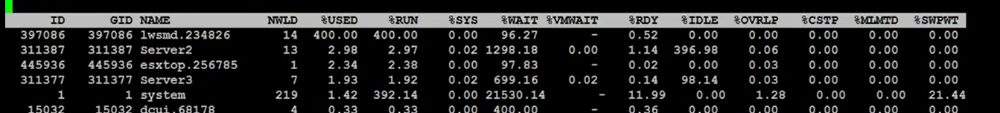 ID GID NAME NWLD %USED %RUN %SYS %WAIT %VMWAIT %RDY %IDLE %OVRLP %CSTP %MLMTD %SWPWT
397086 397086 lwsmd.234826 14 400.00 400.00 0.00 96.27 - 0.52 0.00 0.00 0.00 0.00 0.00
311387 311387 Server2 13 2.98 2.97 0.02 1298.18 0.00 1.14 396.98 0.06 0.00 0.00 0.00
445936 445936 esxtop.256785 1 2.34 2.38 0.00 97.83 - 0.02 0.00 0.03 0.00 0.00 0.00
311377 311377 Server3 7 1.93 1.92 0.02 699.16 0.02 0.14 98.14 0.03 0.00 0.00 0.00
1 1 system 219 1.42 392.14 0.00 21530.14 - 11.99 0.00 1.28 0.00 0.00 21.44
15032 15032 dcui.68178 4 0.33 0.33 0.00 400.00 - 0.36 0.00 0.00 0.00 0.00 0.00